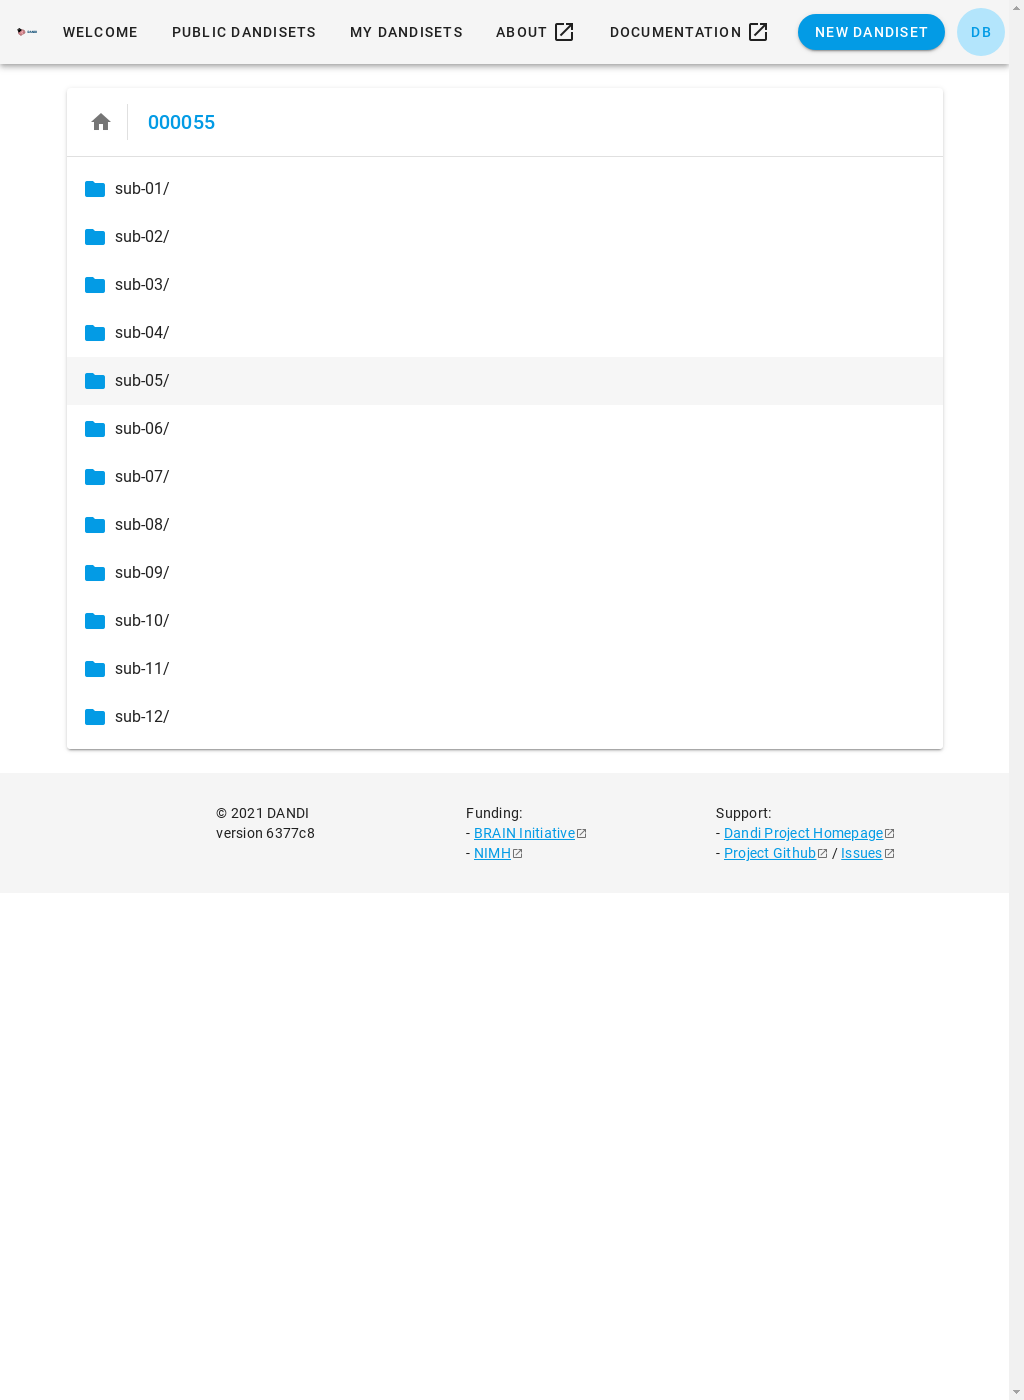 WELCOME PUBLIC DANDISETS MY DANDISETS ABOUT DOCUMENTATION NEW DANDISET DB
000055
sub-01/
sub-02/
sub-03/
sub-04/
sub-05/
sub-06/
sub-07/
sub-08/
sub-09/
sub-10/
sub-11/
sub-12/
© 2021 DANDI
version 6377c8
Funding:
- BRAIN Initiative
- NIMH
Support:
- Dandi Project Homepage
- Project Github / Issues